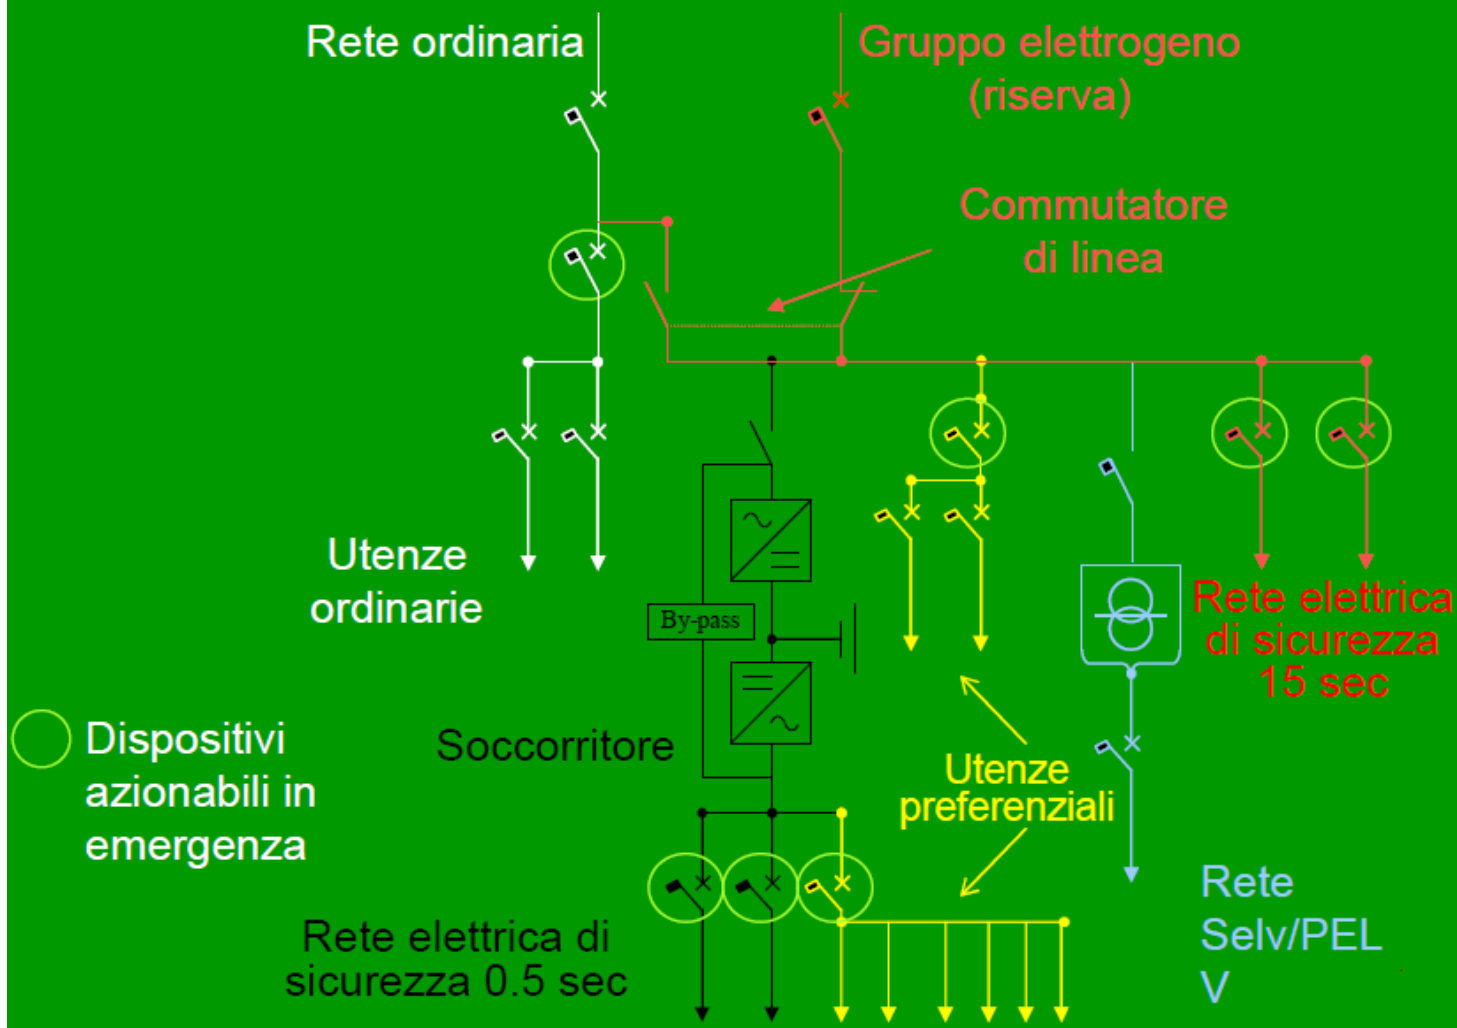 Rete ordinaria
Gruppo elettrogeno
(riserva)
Commutatore
di linea
Utenze
ordinarie
By-pass
Rete elettrica
di sicurezza
15 sec
Dispositivi
azionabili in
emergenza
Soccorritore
Utenze
preferenziali
Rete
Selv/PEL
V
Rete elettrica di
sicurezza 0.5 sec